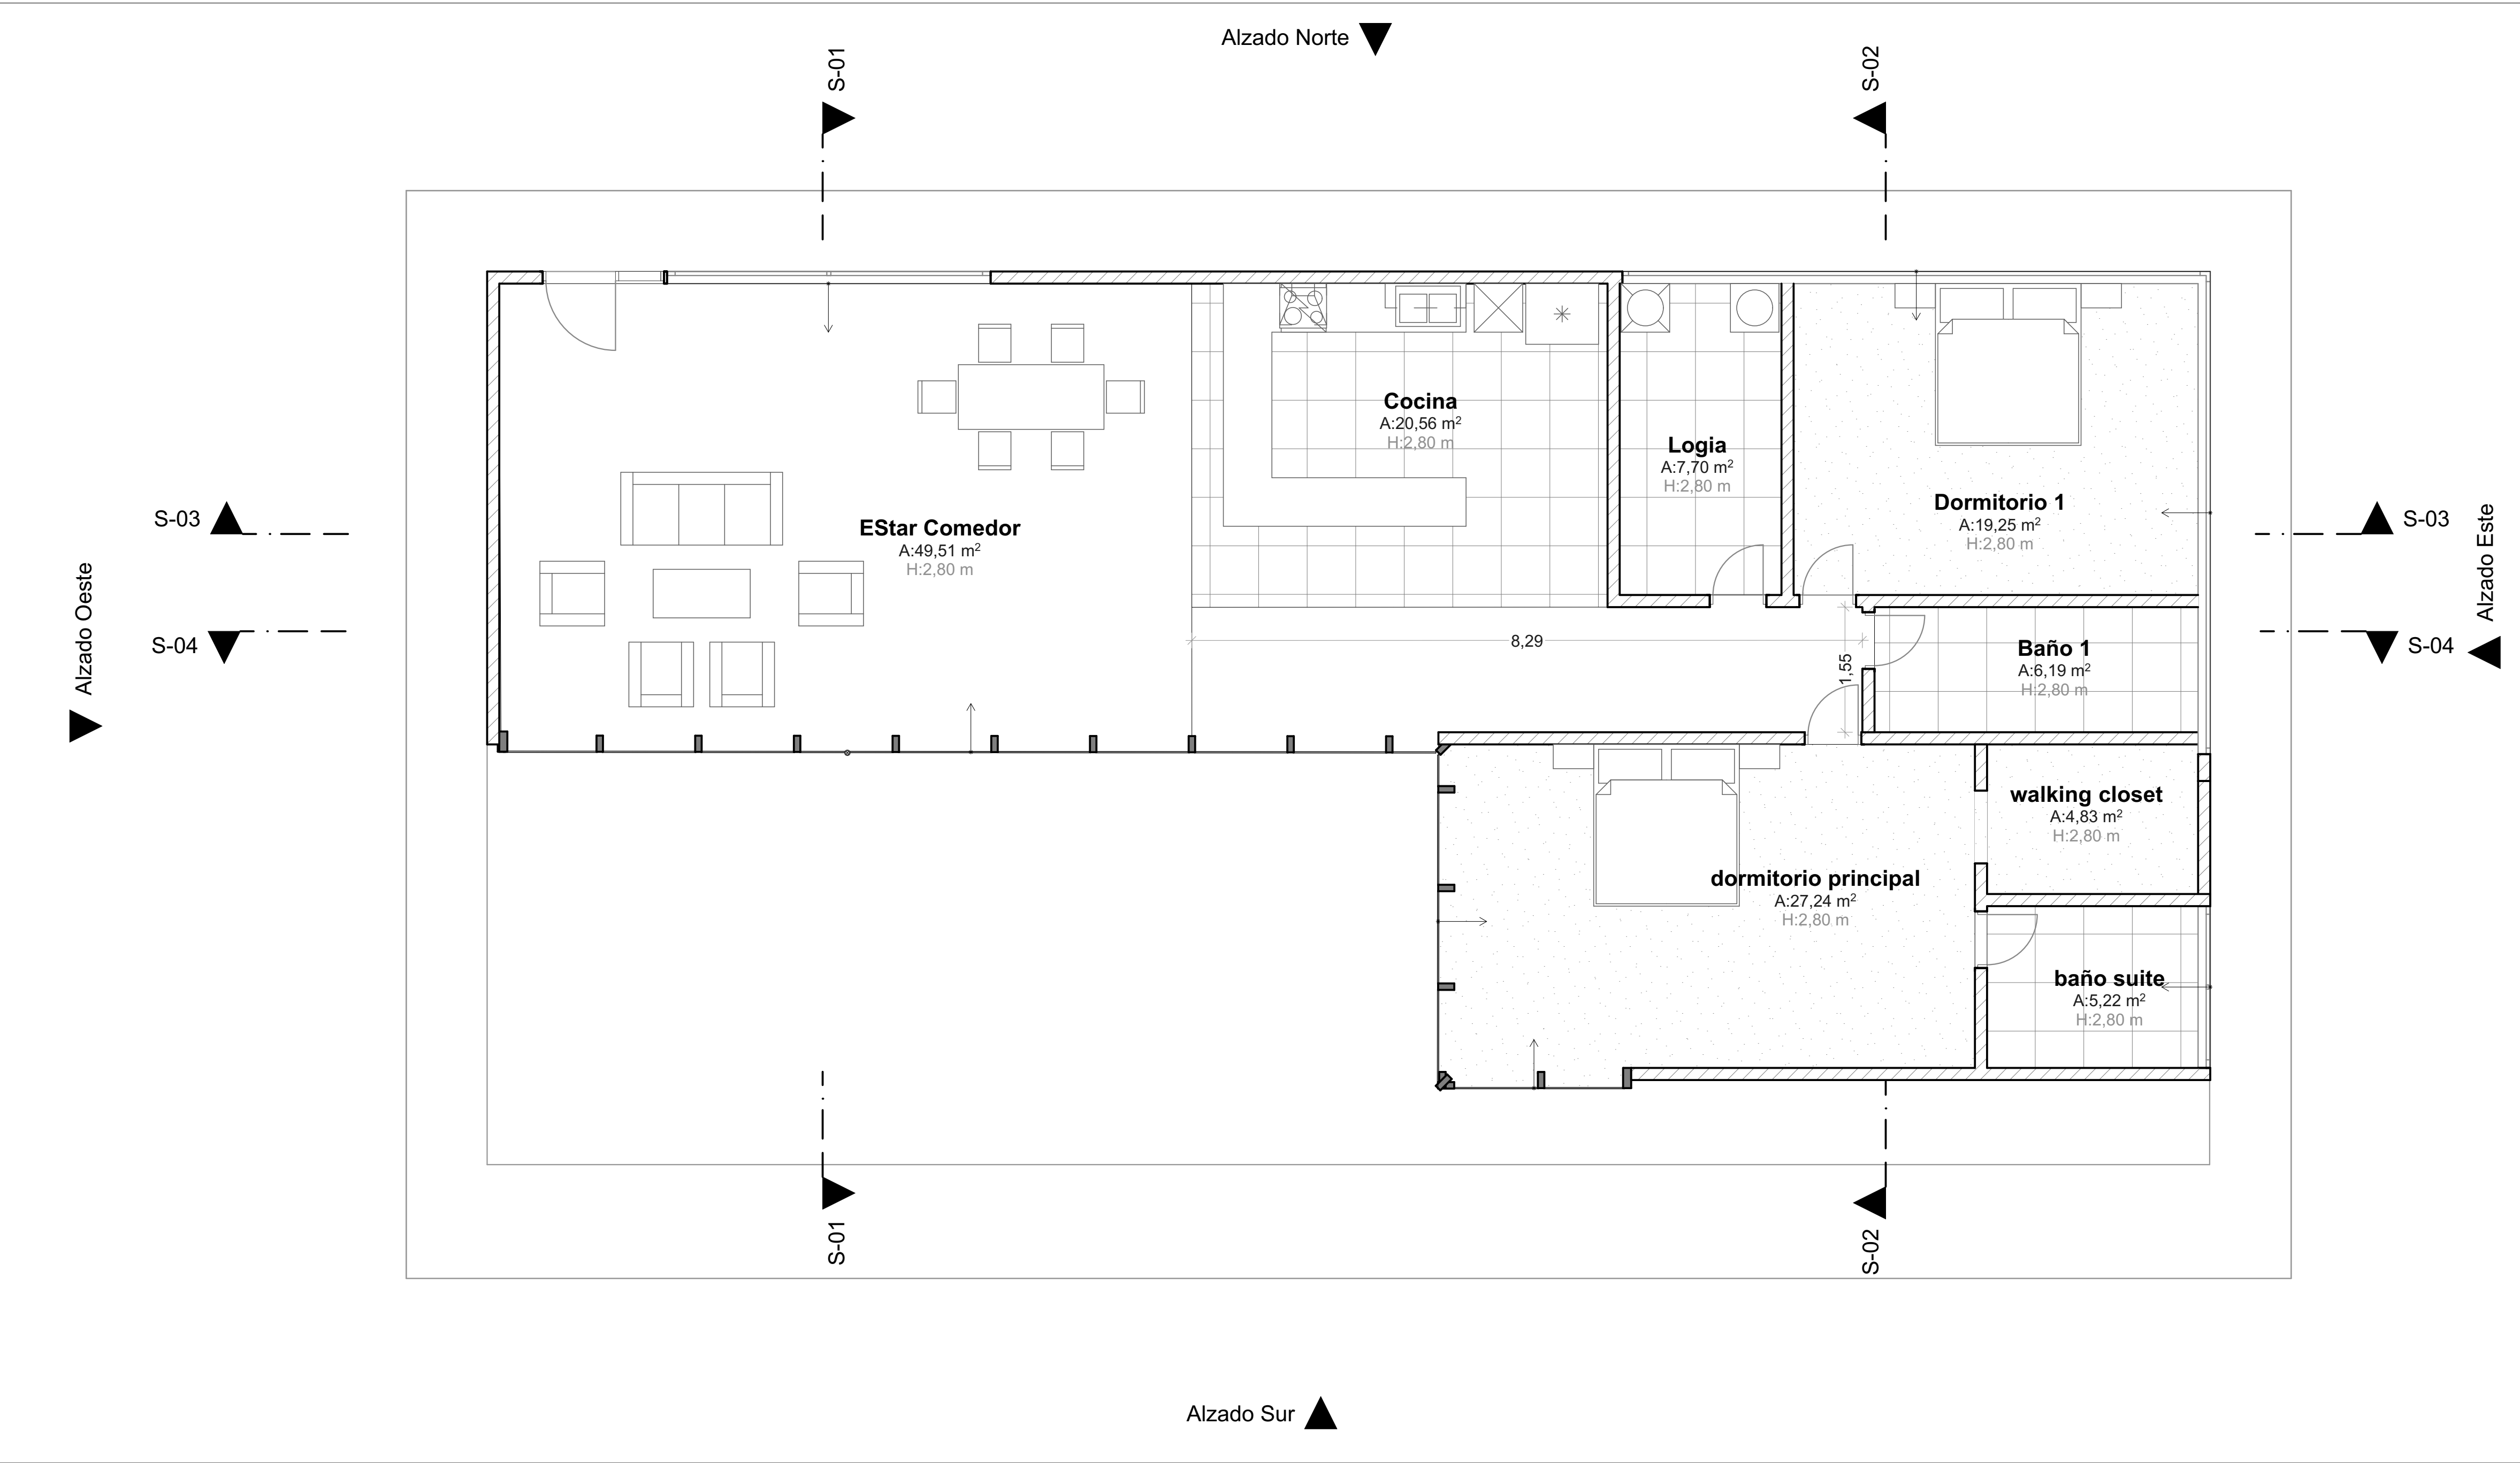 Alzado Norte
S-01
S-02
Cocina
A:20,56 m²
H:2,80 m
Logia
A:7,70 m²
H:2,80 m
Dormitorio 1
A:19,25 m²
H:2,80 m
S-03
EStar Comedor
A:49,51 m²
H:2,80 m
S-03
Alzado Oeste
Alzado Este
S-04
8,29
1,55
Baño 1
A:6,19 m²
H:2,80 m
S-04
walking closet
A:4,83 m²
H:2,80 m
dormitorio principal
A:27,24 m²
H:2,80 m
baño suite
A:5,22 m²
H:2,80 m
S-01
S-02
Alzado Sur